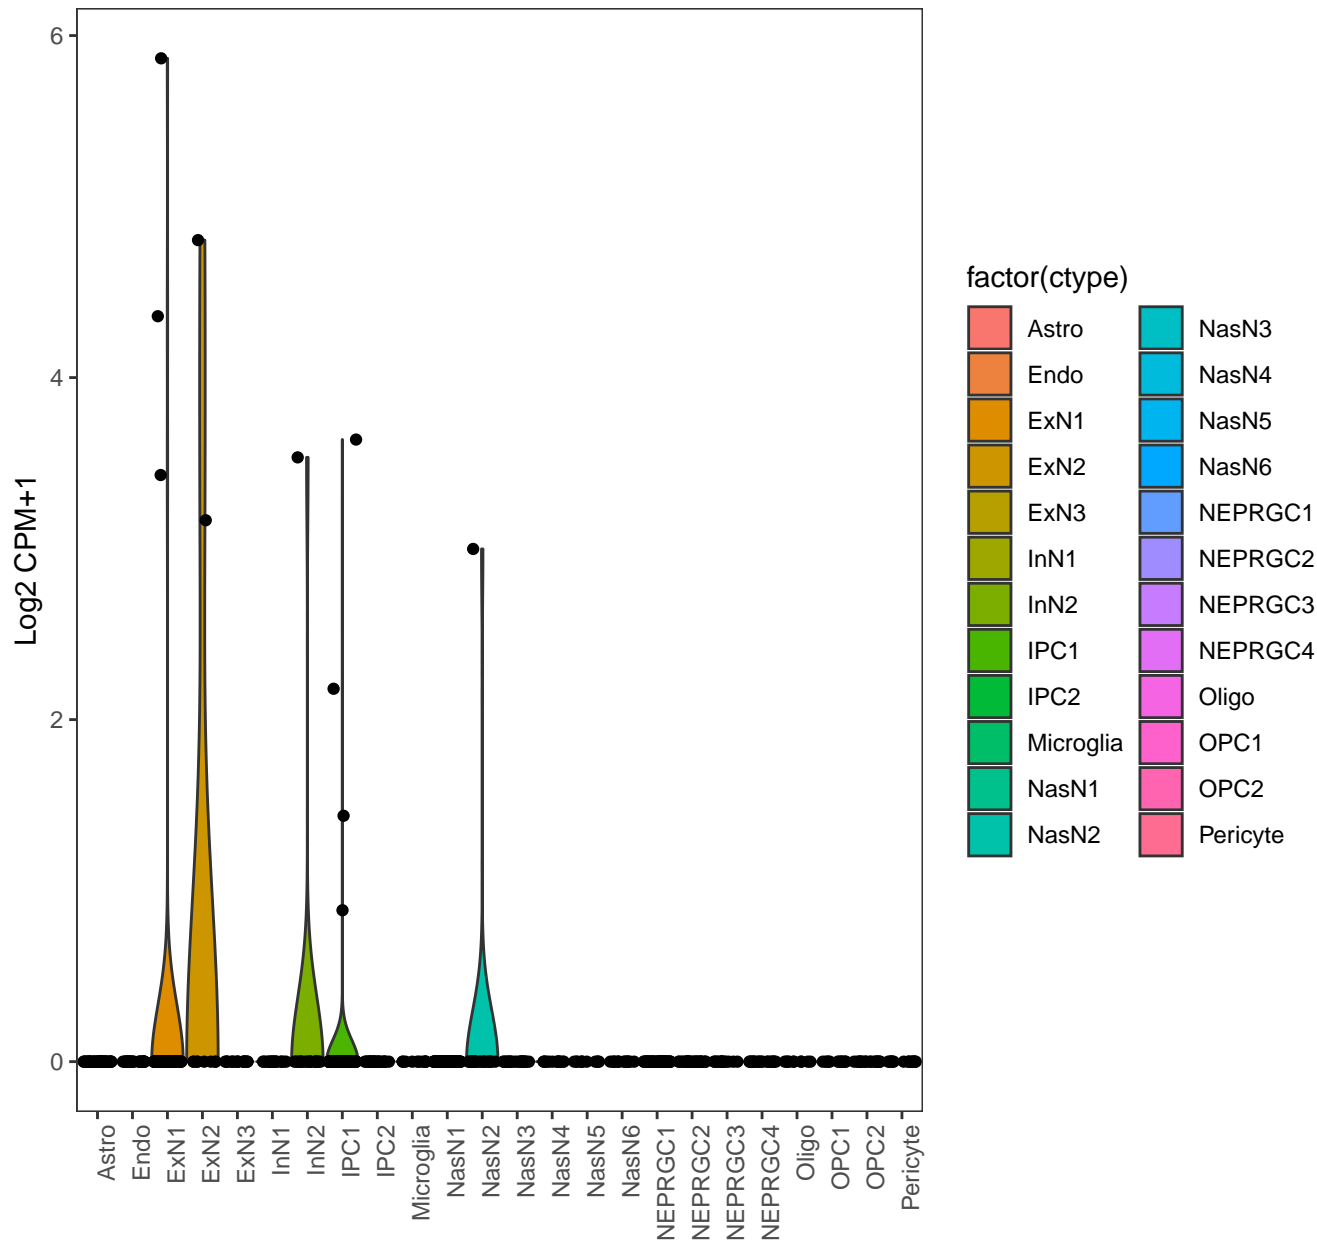 6
4
2
0
Log2 CPM+1
Astro
Endo
ExN1
ExN2
ExN3
InN1
InN2
IPC1
IPC2
Microglia
NasN1
NasN2
NasN3
NasN4
NasN5
NasN6
NEPRGC1
NEPRGC2
NEPRGC3
NEPRGC4
Oligo
OPC1
OPC2
Pericyte
factor(ctype)
Astro
Endo
ExN1
ExN2
ExN3
InN1
InN2
IPC1
IPC2
Microglia
NasN1
NasN2
NasN3
NasN4
NasN5
NasN6
NEPRGC1
NEPRGC2
NEPRGC3
NEPRGC4
Oligo
OPC1
OPC2
Pericyte